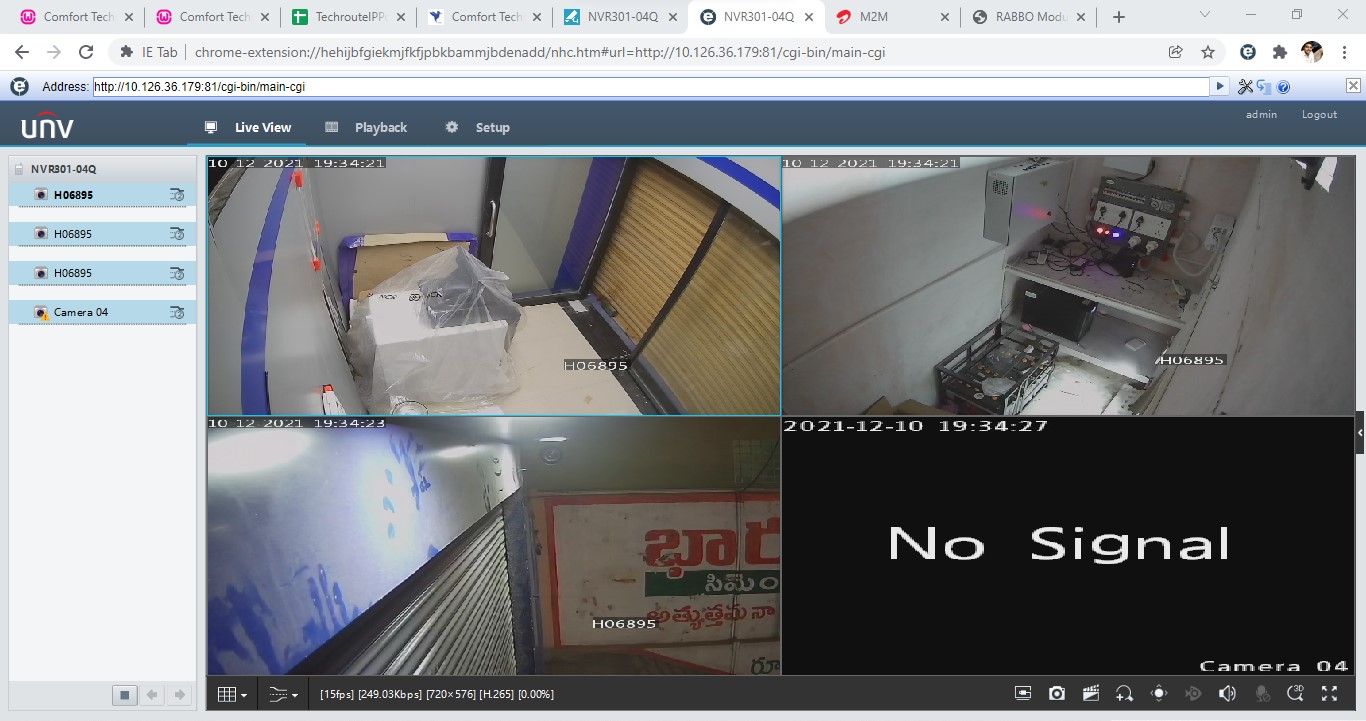 Comfort Tech
Comfort Tech
TechroutelPP
Comfort Tech
NVR301-04Q
NVR301-04Q
M2M
RABBO Modu
IE Tab
chrome-extension://hehijbfgiekmjfkfjpbkbammjbdenadd/nhc.htm#url=http://10.126.36.179:81/cgi-bin/main-cgi
Address: http://10.126.36.179:81/cgi-bin/main-cgi
unv
Live View
Playback
Setup
admin
Logout
NVR301-04Q
H06895
H06895
H06895
Camera 04
10 12 2021 19:34:21
H06895
10 12 2021 19:34:21
H06895
10 12 2021 19:34:23
భార
సిమెం
అత్యుత్తమ నా
H06895
2021-12-10 19:34:27
No Signal
Camera 04
[15fps] [249.03Kbps] [720×576] [H.265] [0.00%]
3D